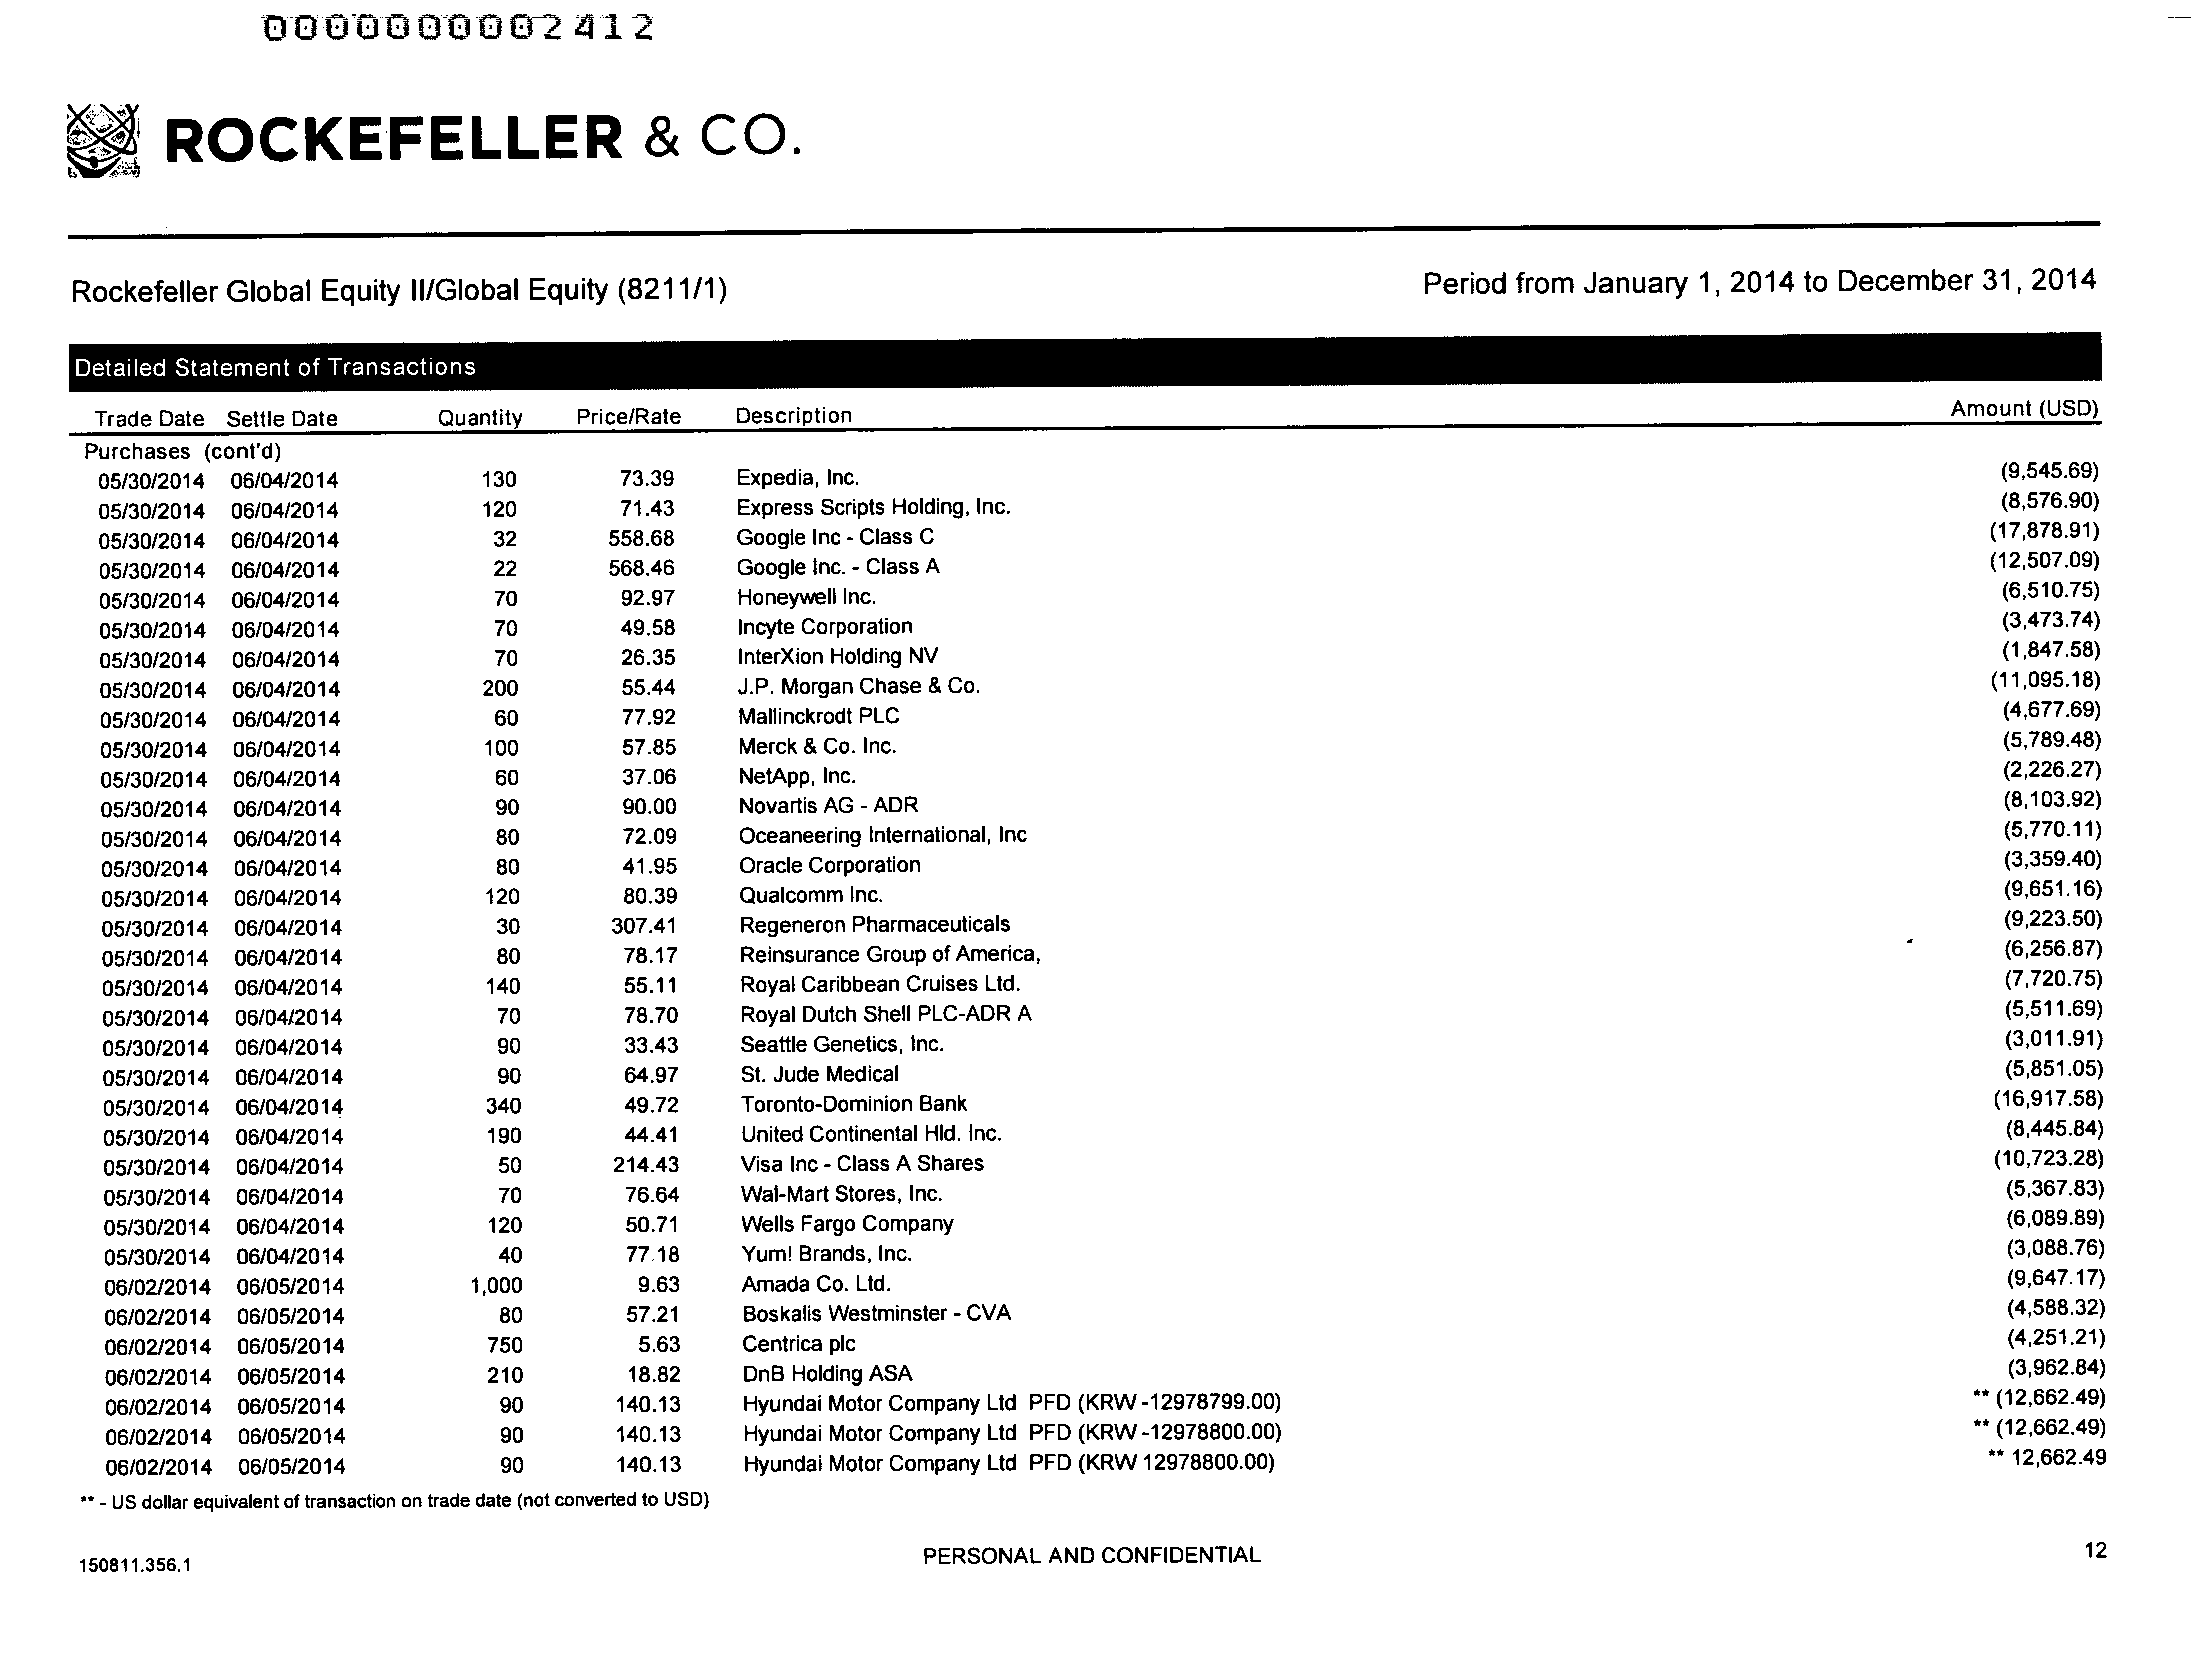 0000000002412
ROCKEFELLER & CO.
Rockefeller Global Equity II/Global Equity (8211/1) Period from January 1, 2014 to December 31, 2014
Detailed Statement of Transactions
Trade Date Settle Date Quantity Price/Rate Description Amount (USD)
Purchases (cont'd)
05/30/2014 06/04/2014 130 73.39 Expedia, Inc. (9,545.69)
05/30/2014 06/04/2014 120 71.43 Express Scripts Holding, Inc. (8,576.90)
05/30/2014 06/04/2014 32 558.68 Google Inc - Class C (17,878.91)
05/30/2014 06/04/2014 22 568.46 Google Inc. - Class A (12,507.09)
05/30/2014 06/04/2014 70 92.97 Honeywell Inc. (6,510.75)
05/30/2014 06/04/2014 70 49.58 Incyte Corporation (3,473.74)
05/30/2014 06/04/2014 70 26.35 InterXion Holding NV (1,847.58)
05/30/2014 06/04/2014 200 55.44 J.P. Morgan Chase & Co. (11,095.18)
05/30/2014 06/04/2014 60 77.92 Mallinckrodt PLC (4,677.69)
05/30/2014 06/04/2014 100 57.85 Merck & Co. Inc. (5,789.48)
05/30/2014 06/04/2014 60 37.06 NetApp, Inc. (2,226.27)
05/30/2014 06/04/2014 90 90.00 Novartis AG - ADR (8,103.92)
05/30/2014 06/04/2014 80 72.09 Oceaneering International, Inc (5,770.11)
05/30/2014 06/04/2014 80 41.95 Oracle Corporation (3,359.40)
05/30/2014 06/04/2014 120 80.39 Qualcomm Inc. (9,651.16)
05/30/2014 06/04/2014 30 307.41 Regeneron Pharmaceuticals (9,223.50)
05/30/2014 06/04/2014 80 78.17 Reinsurance Group of America, (6,256.87)
05/30/2014 06/04/2014 140 55.11 Royal Caribbean Cruises Ltd. (7,720.75)
05/30/2014 06/04/2014 70 78.70 Royal Dutch Shell PLC-ADR A (5,511.69)
05/30/2014 06/04/2014 90 33.43 Seattle Genetics, Inc. (3,011.91)
05/30/2014 06/04/2014 90 64.97 St. Jude Medical (5,851.05)
05/30/2014 06/04/2014 340 49.72 Toronto-Dominion Bank (16,917.58)
05/30/2014 06/04/2014 190 44.41 United Continental Hld. Inc. (8,445.84)
05/30/2014 06/04/2014 50 214.43 Visa Inc - Class A Shares (10,723.28)
05/30/2014 06/04/2014 70 76.64 Wal-Mart Stores, Inc. (5,367.83)
05/30/2014 06/04/2014 120 50.71 Wells Fargo Company (6,089.89)
05/30/2014 06/04/2014 40 77.18 Yum! Brands, Inc. (3,088.76)
06/02/2014 06/05/2014 1,000 9.63 Amada Co. Ltd. (9,647.17)
06/02/2014 06/05/2014 80 57.21 Boskalis Westminster - CVA (4,588.32)
06/02/2014 06/05/2014 750 5.63 Centrica plc (4,251.21)
06/02/2014 06/05/2014 210 18.82 DnB Holding ASA (3,962.84)
06/02/2014 06/05/2014 90 140.13 Hyundai Motor Company Ltd PFD (KRW -12978799.00) ** (12,662.49)
06/02/2014 06/05/2014 90 140.13 Hyundai Motor Company Ltd PFD (KRW -12978800.00) ** (12,662.49)
06/02/2014 06/05/2014 90 140.13 Hyundai Motor Company Ltd PFD (KRW 12978800.00) ** 12,662.49
** - US dollar equivalent of transaction on trade date (not converted to USD)
150811.356.1 PERSONAL AND CONFIDENTIAL 12